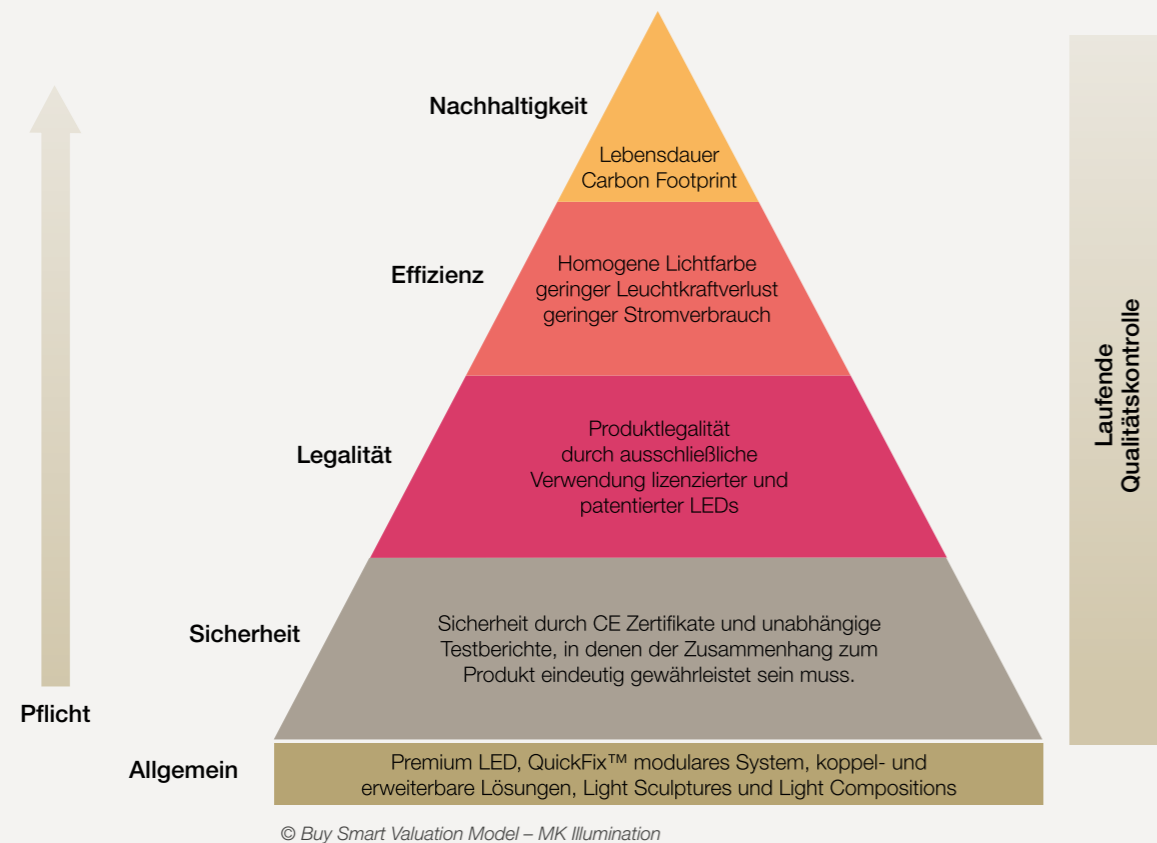 Nachhaltigkeit
Lebensdauer
Carbon Footprint
Effizienz
Homogene Lichtfarbe
geringer Leuchtkraftverlust
geringer Stromverbrauch
Legalität
Produktlegalität
durch ausschließliche
Verwendung lizenzierter und
patentierter LEDs
Sicherheit
Sicherheit durch CE Zertifikate und unabhängige
Testberichte, in denen der Zusammenhang zum
Produkt eindeutig gewährleistet sein muss.
Pflicht
Allgemein
Premium LED, QuickFix™ modulares System, koppel- und
erweiterbare Lösungen, Light Sculptures und Light Compositions
Laufende
Qualitätskontrolle
© Buy Smart Valuation Model – MK Illumination